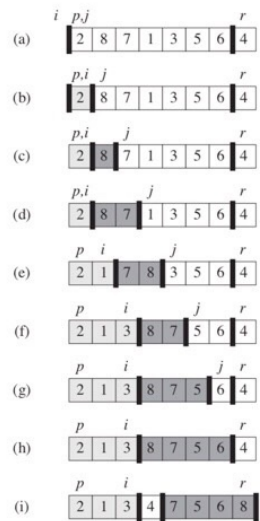 i p,j r
(a) 2 8 7 1 3 5 6 4
p,i j r
(b) 2 8 7 1 3 5 6 4
p,i j r
(c) 2 8 7 1 3 5 6 4
p,i j r
(d) 2 8 7 1 3 5 6 4
p i j r
(e) 2 1 7 8 3 5 6 4
p i j r
(f) 2 1 3 8 7 5 6 4
p i j r
(g) 2 1 3 8 7 5 6 4
p i r
(h) 2 1 3 8 7 5 6 4
p i r
(i) 2 1 3 4 7 5 6 8